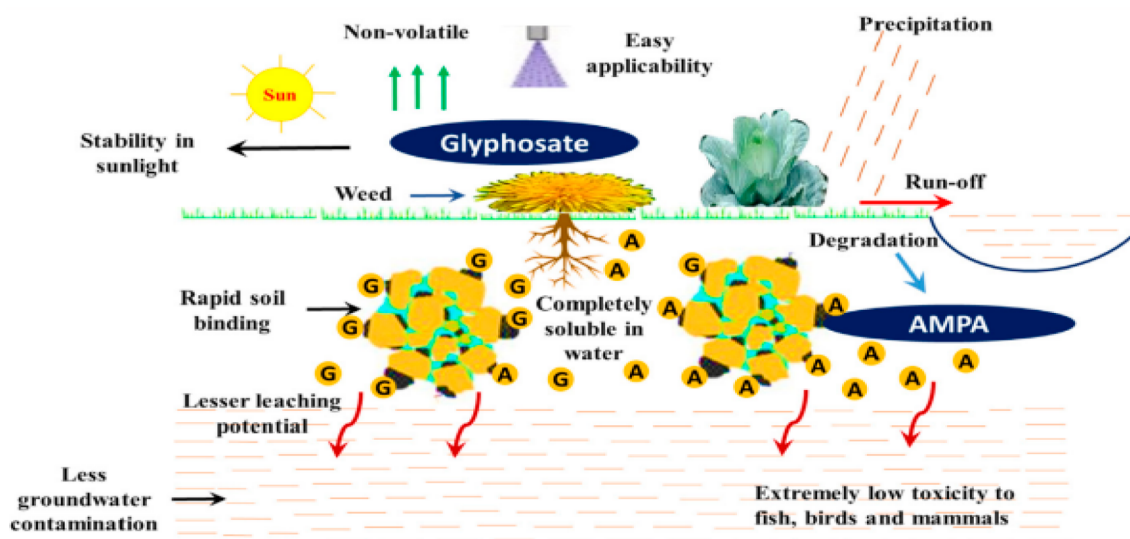 Non-volatile
Easy
applicability
Precipitation
Sun
Stability in
sunlight
Glyphosate
Weed
Run-off
Degradation
A
A
G
G
G
G
G
G
Rapid soil
binding
Completely
soluble in
water
G
A
A
AMPA
G
G
A
G
A
A
A
A
A
A
A
A
A
Lesser leaching
potential
Less
groundwater
contamination
Extremely low toxicity to
fish, birds and mammals